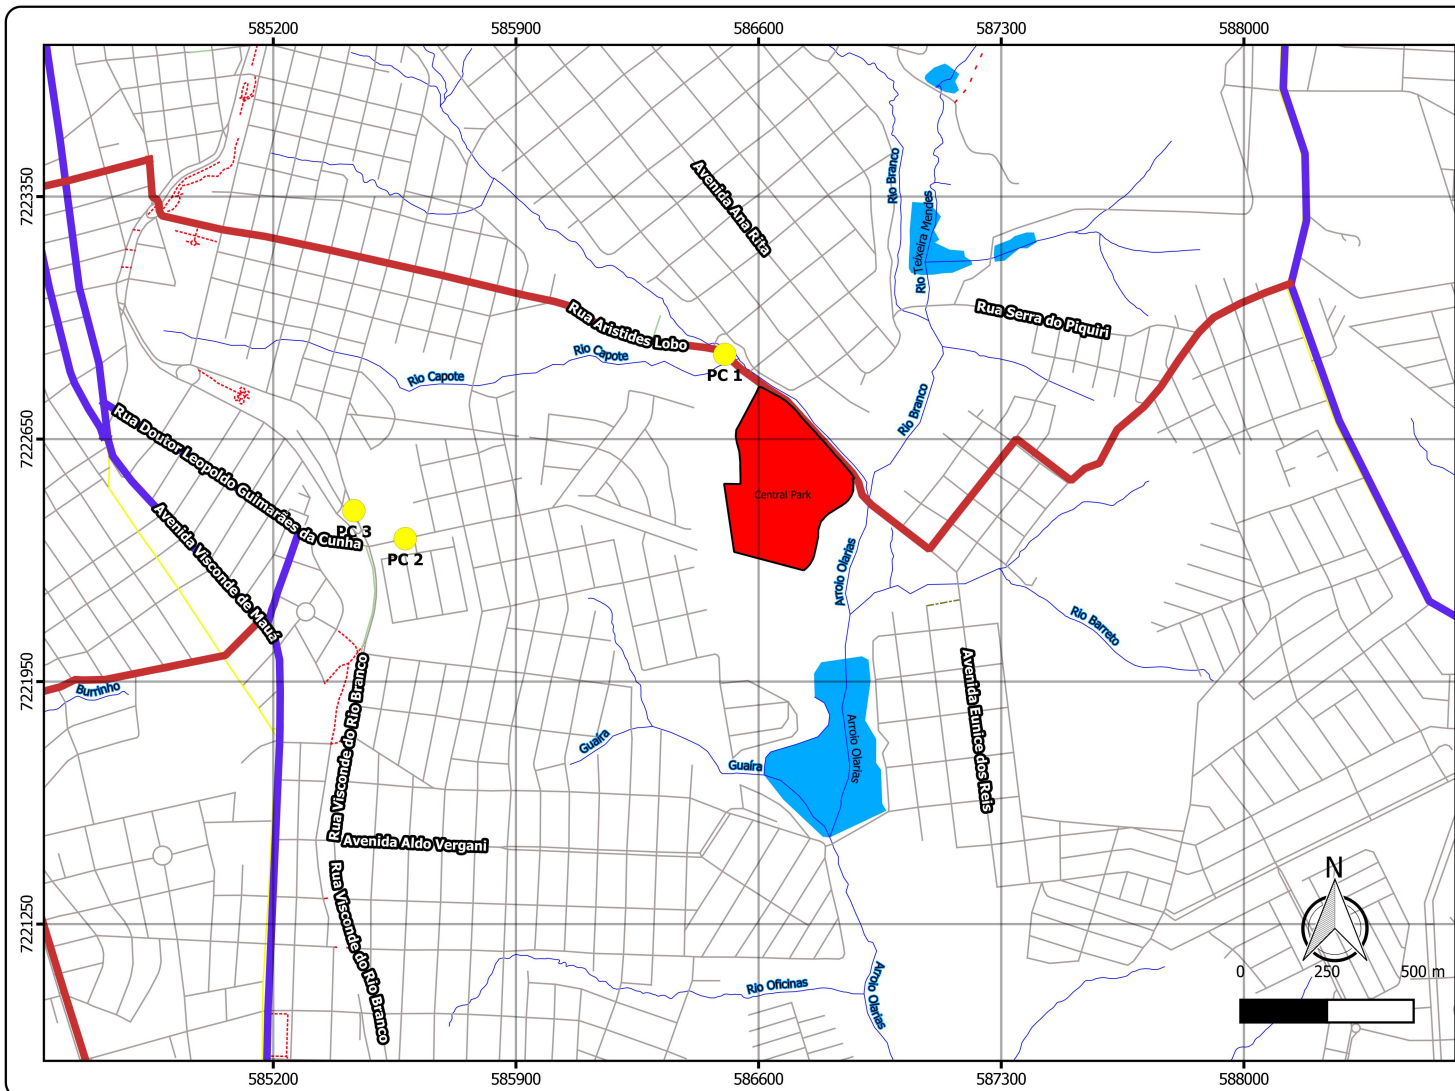 585200
585900
586600
587300
588000
7223350
7222650
7221950
7221250
Avenida Ana Rita
Rio Branco
Rio Teixeira Mendes
Rua Serra do Piquiri
Rua Aristides Lobo
Rio Capote
PC 1
Rio Capote
Rio Branco
Rua Doutor Leopoldo Guimarães da Cunha
Central Park
PC 3
PC 2
Avenida Visconde de Mauá
Arroio Olarias
Rio Barreto
Burrinho
Rua Visconde do Rio Branco
Avenida Eunice dos Reis
Guaíra
Guaíra
Arroio Olarias
Avenida Aldo Vergani
Rua Visconde do Rio Branco
N
0 250 500 m
Rio Oficinas
Arroio Olarias
585200
585900
586600
587300
588000